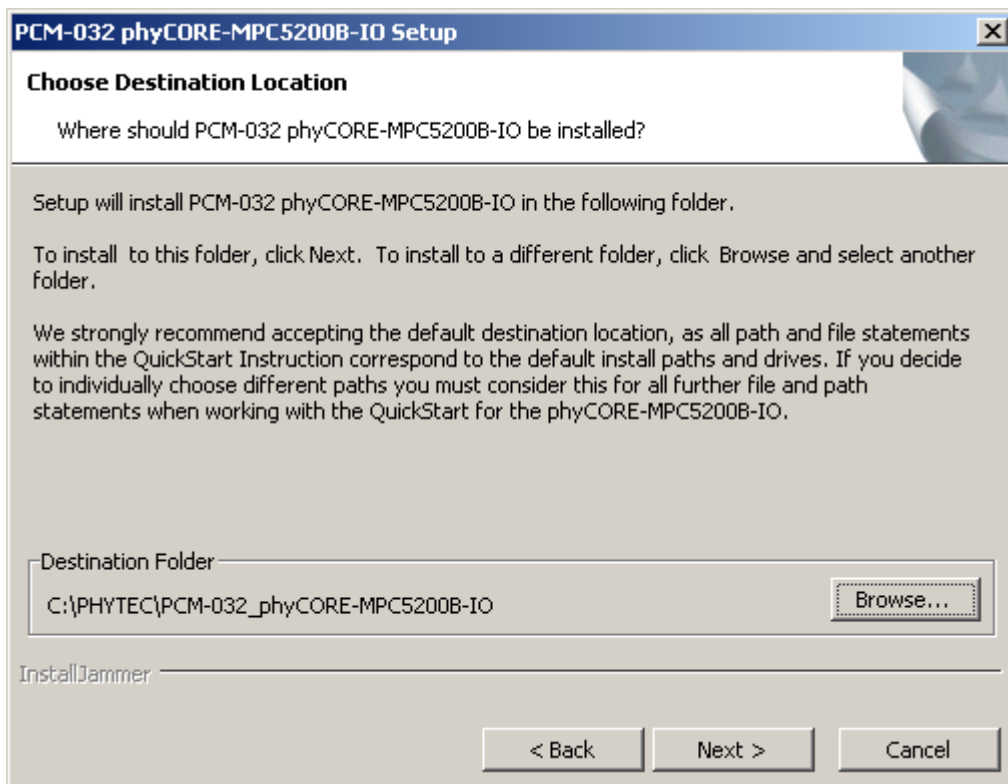 PCM-032 phyCORE-MPC5200B-IO Setup
Choose Destination Location
Where should PCM-032 phyCORE-MPC5200B-IO be installed?
Setup will install PCM-032 phyCORE-MPC5200B-IO in the following folder.
To install  to this folder, click Next.  To install to a different folder, click  Browse and select another
folder.
We strongly recommend accepting the default destination location, as all path and file statements
within the QuickStart Instruction correspond to the default install paths and drives. If you decide
to individually choose different paths you must consider this for all further file and path
statements when working with the QuickStart for the phyCORE-MPC5200B-IO.
Destination Folder
C:\PHYTEC\PCM-032_phyCORE-MPC5200B-IO
Browse...
InstallJammer
< Back
Next >
Cancel